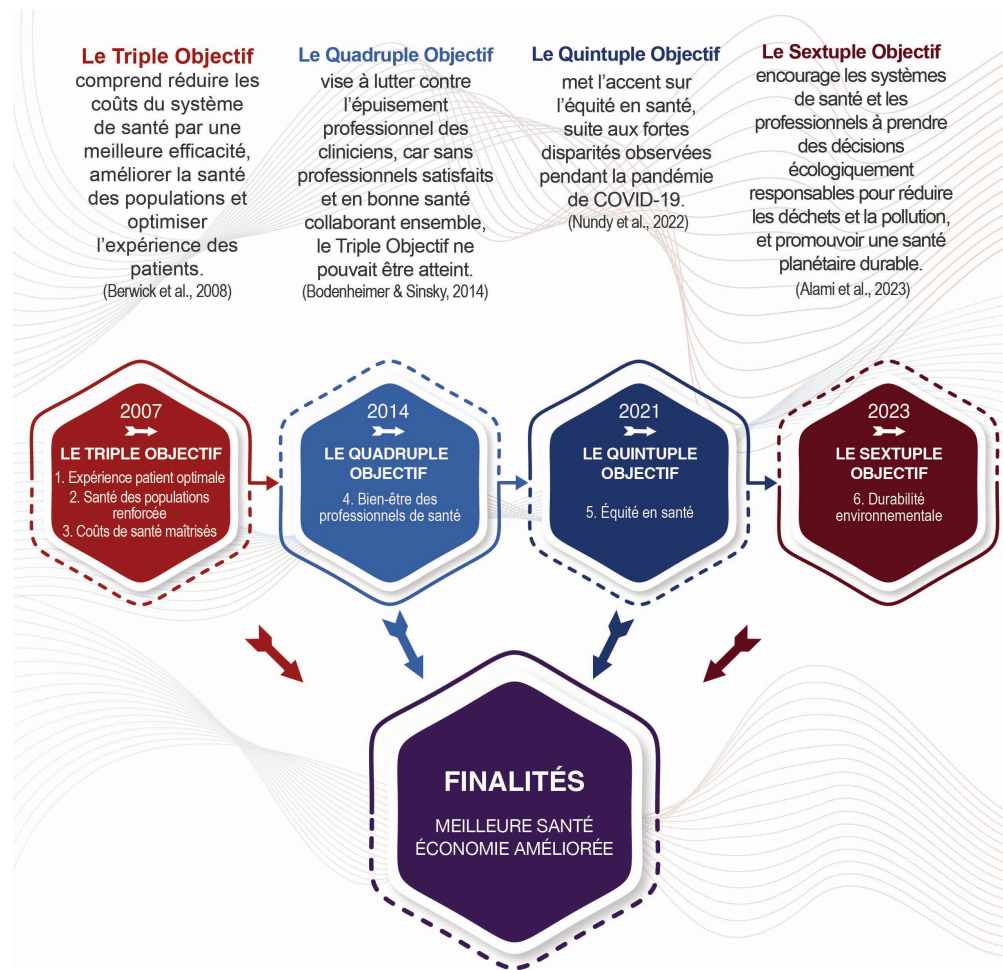 Le Triple Objectif
comprend réduire les
coûts du système
de santé par une
meilleure efficacité,
améliorer la santé
des populations et
optimiser
l'expérience des
patients.
(Berwick et al., 2008)
Le Quadruple Objectif
vise à lutter contre
l'épuisement
professionnel des
cliniciens, car sans
professionnels satisfaits
et en bonne santé
collaborant ensemble,
le Triple Objectif ne
pouvait être atteint.
(Bodenheimer & Sinsky, 2014)
Le Quintuple Objectif
met l'accent sur
l'équité en santé,
suite aux fortes
disparités observées
pendant la pandémie
de COVID-19.
(Nundy et al., 2022)
Le Sextuple Objectif
encourage les systèmes
de santé et les
professionnels à prendre
des décisions
écologiquement
responsables pour réduire
les déchets et la pollution,
et promouvoir une santé
planétaire durable.
(Alami et al., 2023)
2007
LE TRIPLE OBJECTIF
1. Expérience patient optimale
2. Santé des populations
renforcée
3. Coûts de santé maîtrisés
2014
LE QUADRUPLE
OBJECTIF
4. Bien-être des
professionnels de santé
2021
LE QUINTUPLE
OBJECTIF
5. Équité en santé
2023
LE SEXTUPLE
OBJECTIF
6. Durabilité
environnementale
FINALITÉS
MEILLEURE SANTÉ
ÉCONOMIE AMÉLIORÉE